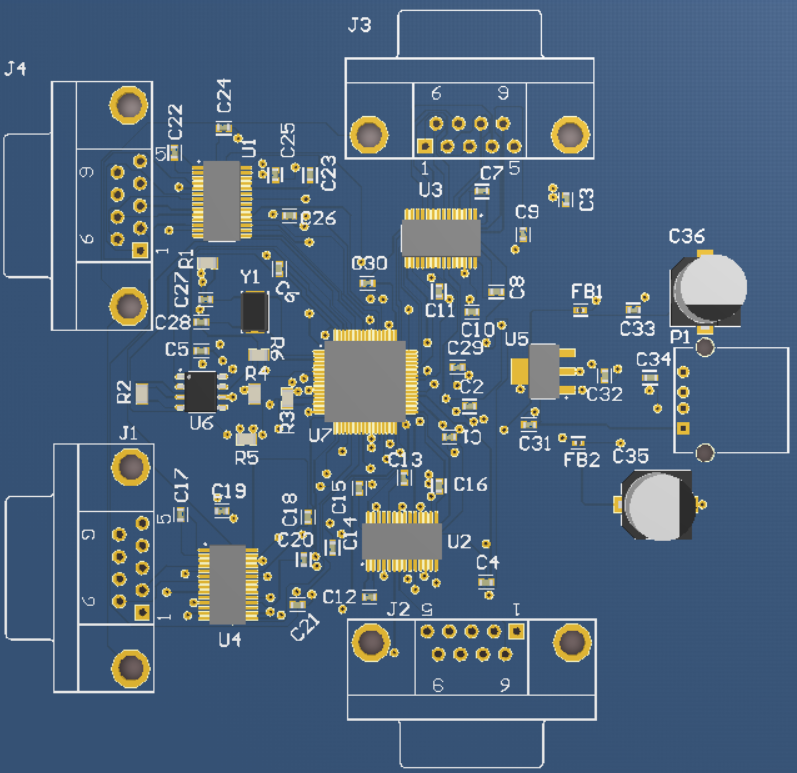 J3
J4
C24
6 9
C22
U1
C25
1 5
5
9
C23
C7
U3
C3
C26
C9
C36
6
1
R1
C30
C6
Y1
C27
C8
C11
FB1
C10
C33
C28
U5
P1
C5
R6
C29
C34
R4
C32
R2
C2
R3
U6
U7
C1
C31
J1
R5
FB2
C35
C13
C15
C16
C17
C19
5
C18
9
C14
U2
C20
C4
C12
6
1
C21
J2
5 1
U4
9 6